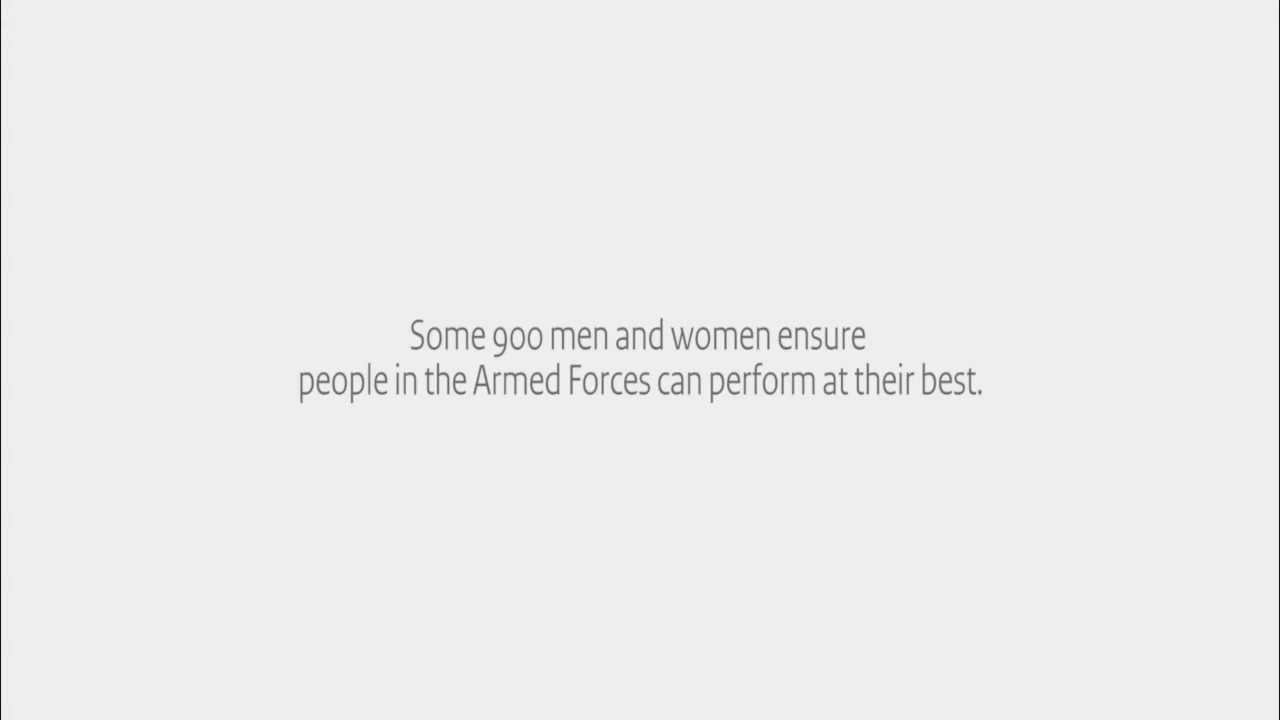 Some 900 men and women ensure
people in the Armed Forces can perform at their best.